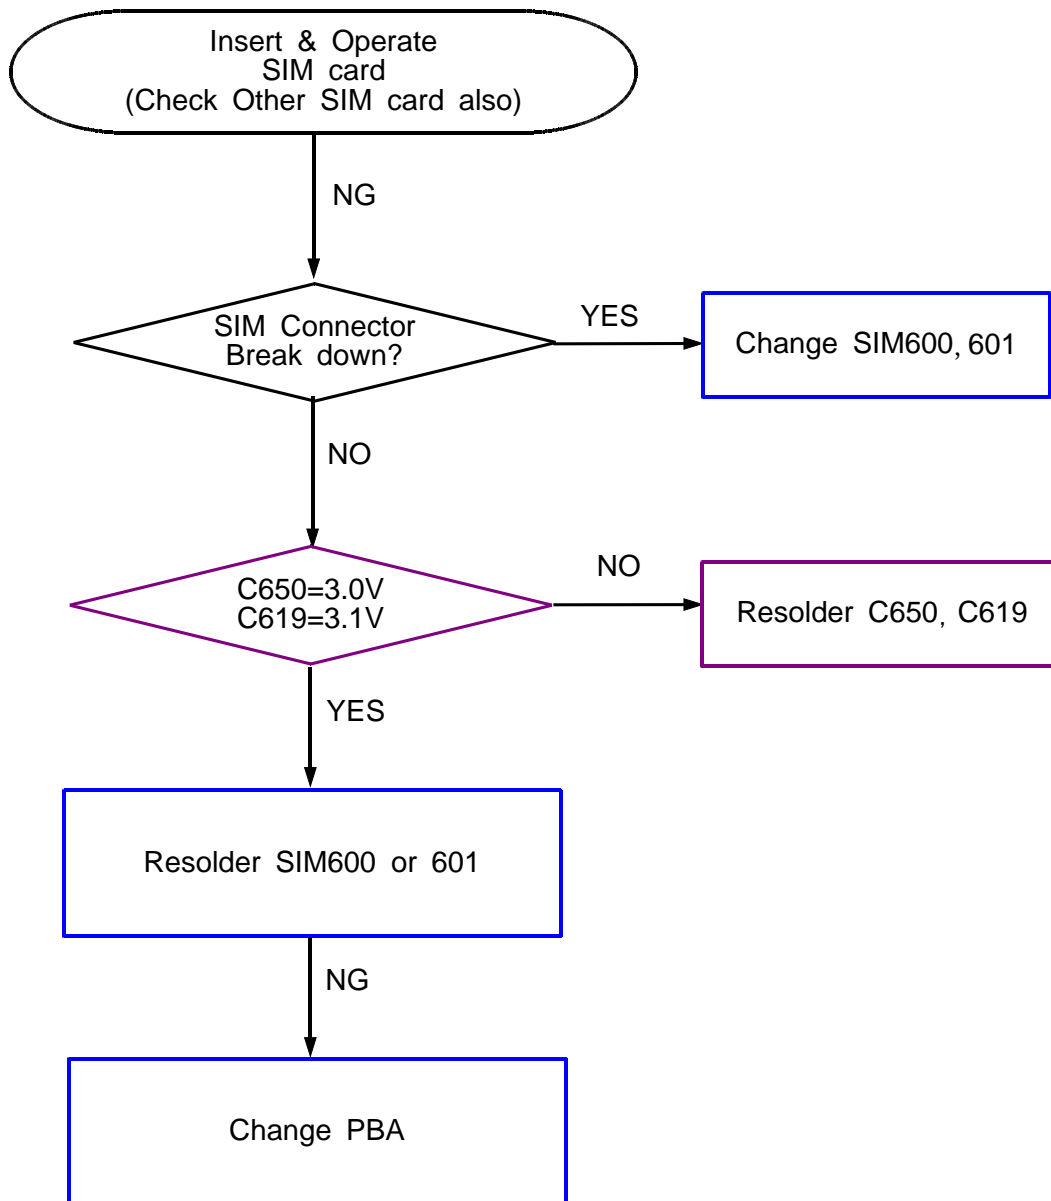 Insert & Operate
SIM card
(Check Other SIM card also)
NG
SIM Connector
Break down?
YES
Change SIM600, 601
NO
C650=3.0V
C619=3.1V
NO
Resolder C650, C619
YES
Resolder SIM600 or 601
NG
Change PBA